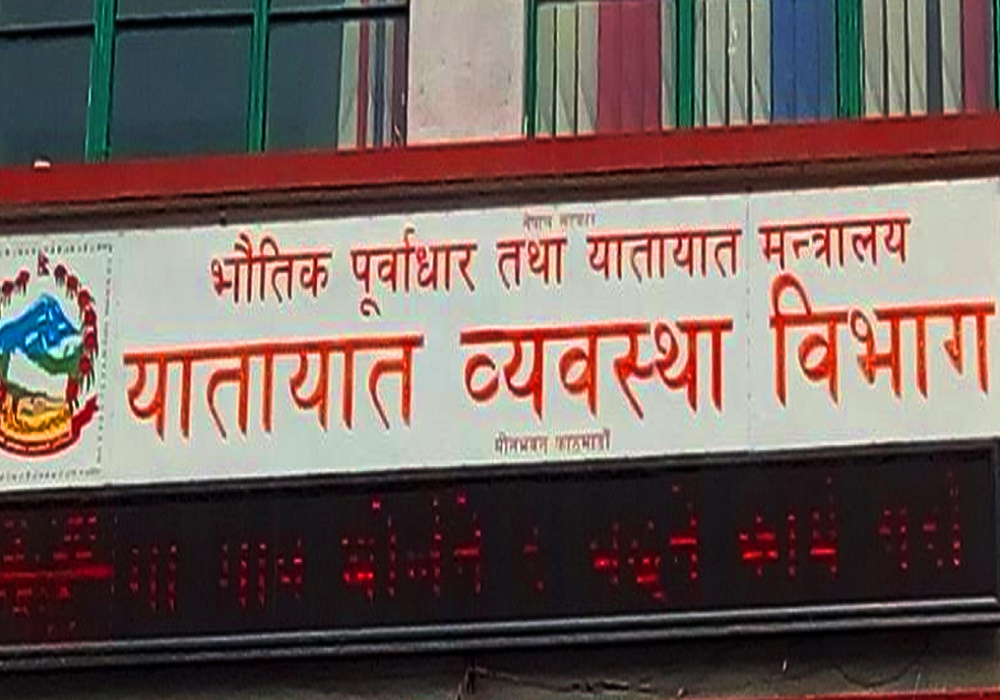 नेपाल सरकार
भौतिक पूर्वाधार तथा यातायात मन्त्रालय
यातायात व्यवस्था विभाग
मीनभवन काठमाडौं